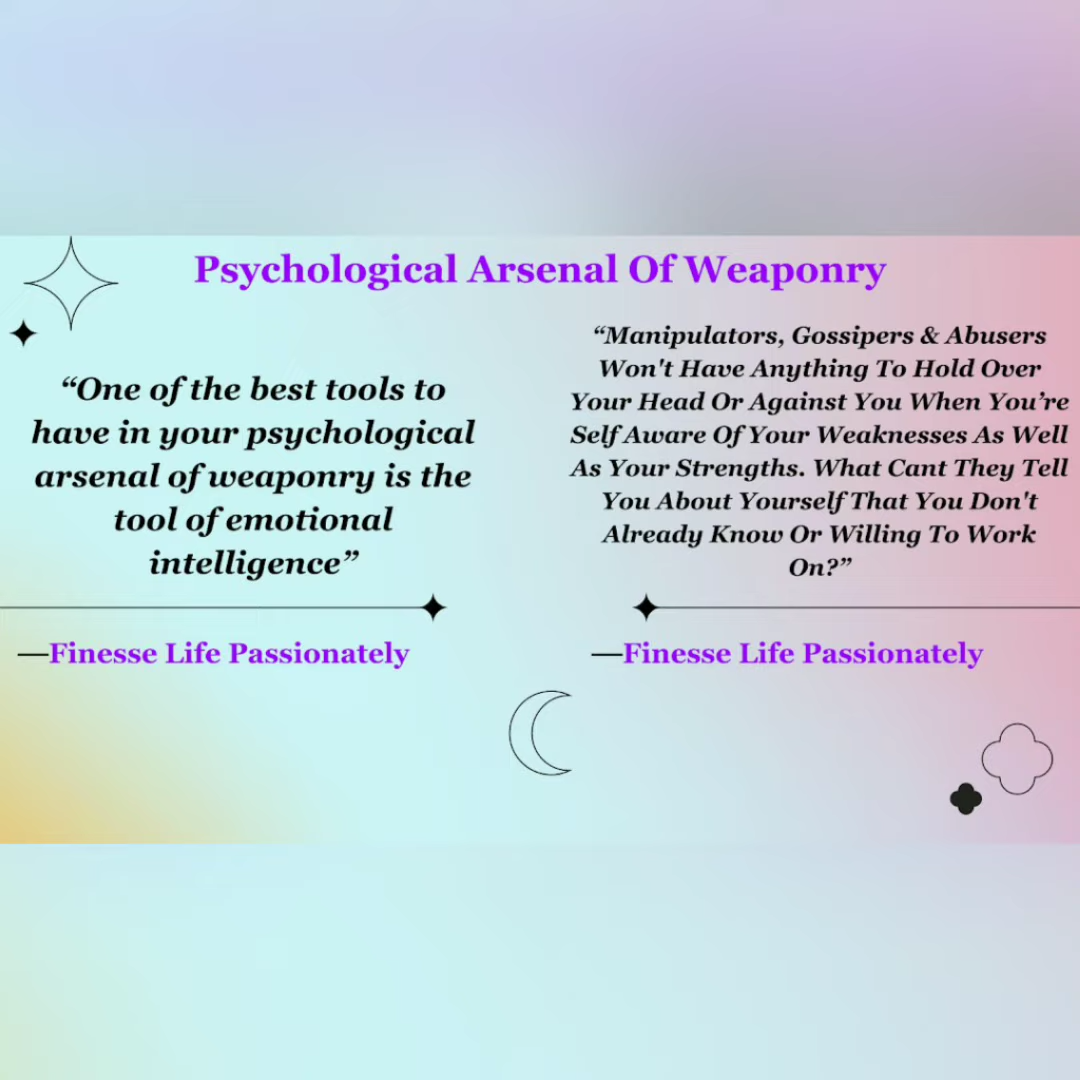 Psychological Arsenal Of Weaponry
“One of the best tools to
have in your psychological
arsenal of weaponry is the
tool of emotional
intelligence”
—Finesse Life Passionately
“Manipulators, Gossipers & Abusers
Won't Have Anything To Hold Over
Your Head Or Against You When You’re
Self Aware Of Your Weaknesses As Well
As Your Strengths. What Cant They Tell
You About Yourself That You Don't
Already Know Or Willing To Work
On?”
—Finesse Life Passionately